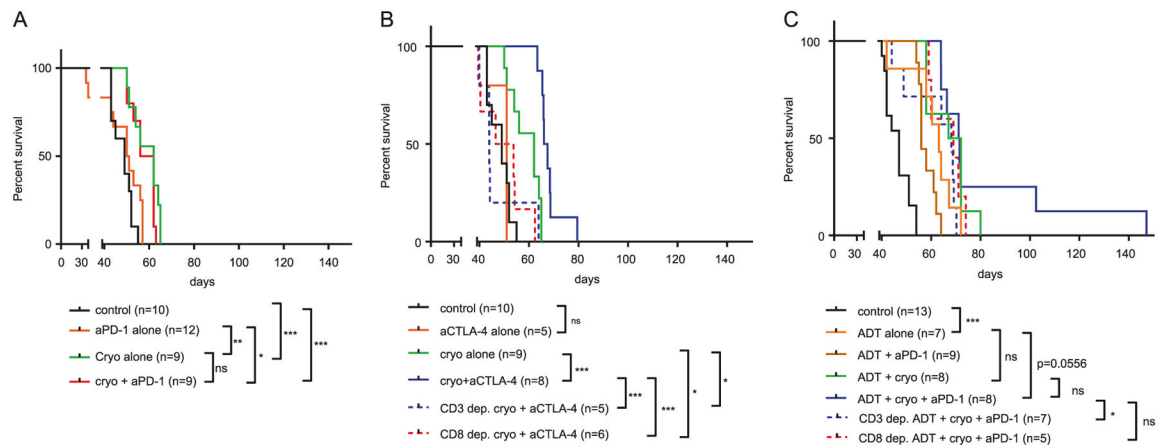 A
Percent survival
100
50
0
0 30 40 60 80 100 120 140
days
control (n=10)
aPD-1 alone (n=12)
Cryo alone (n=9)
cryo + aPD-1 (n=9)
**
ns
*
***
***
B
Percent survival
100
50
0
0 30 40 60 80 100 120 140
days
control (n=10)
aCTLA-4 alone (n=5)
cryo alone (n=9)
cryo+aCTLA-4 (n=8)
CD3 dep. cryo + aCTLA-4 (n=5)
CD8 dep. cryo + aCTLA-4 (n=6)
ns
***
***
***
*
*
C
Percent survival
100
50
0
0 30 40 60 80 100 120 140
days
control (n=13)
ADT alone (n=7)
ADT + aPD-1 (n=9)
ADT + cryo (n=8)
ADT + cryo + aPD-1 (n=8)
CD3 dep. ADT + cryo + aPD-1 (n=7)
CD8 dep. ADT + cryo + aPD-1 (n=5)
***
ns
p=0.0556
ns
*
ns